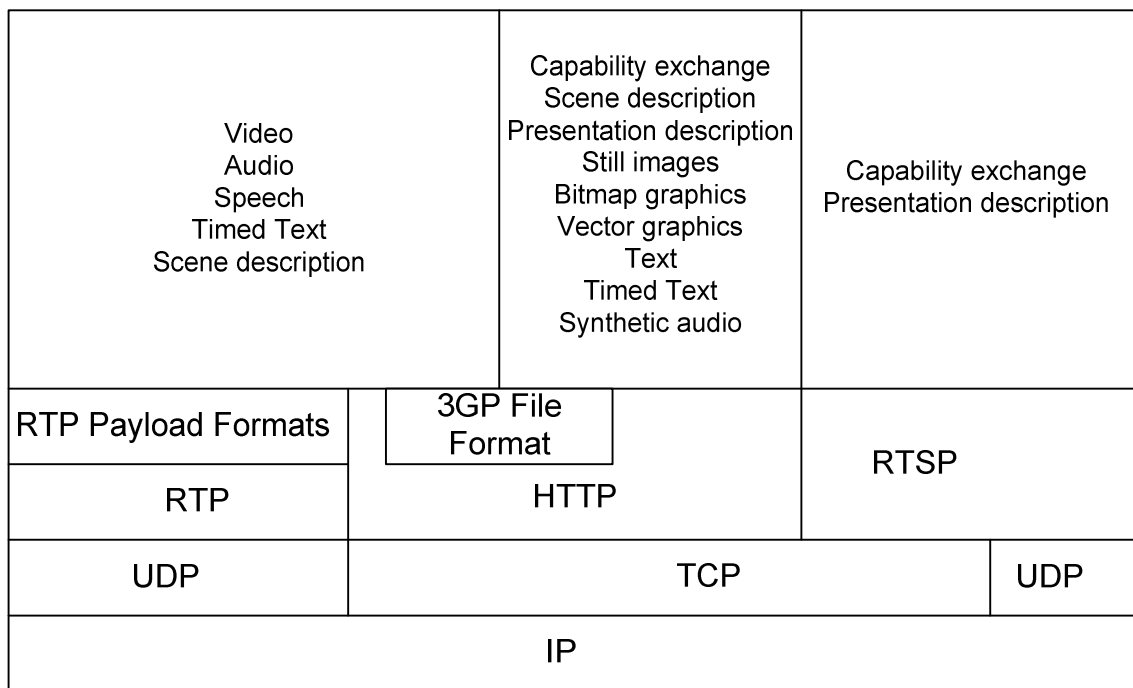 Video
Audio
Speech
Timed Text
Scene description
Capability exchange
Scene description
Presentation description
Still images
Bitmap graphics
Vector graphics
Text
Timed Text
Synthetic audio
Capability exchange
Presentation description
RTP Payload Formats
3GP File
Format
RTSP
RTP
HTTP
UDP
TCP
UDP
IP